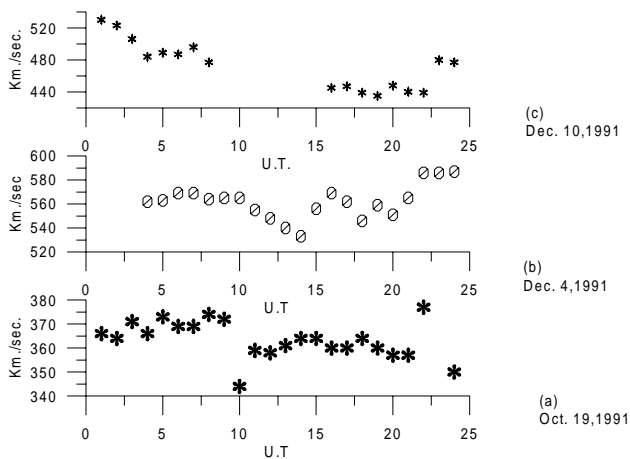 520
480
440
Km./sec.
0 5 10 15 20 25
U.T.
(c)
Dec. 10,1991
600
580
560
540
520
Km./sec
0 5 10 15 20 25
U.T
(b)
Dec. 4,1991
380
370
360
350
340
Km./sec.
0 5 10 15 20 25
U.T
(a)
Oct. 19,1991